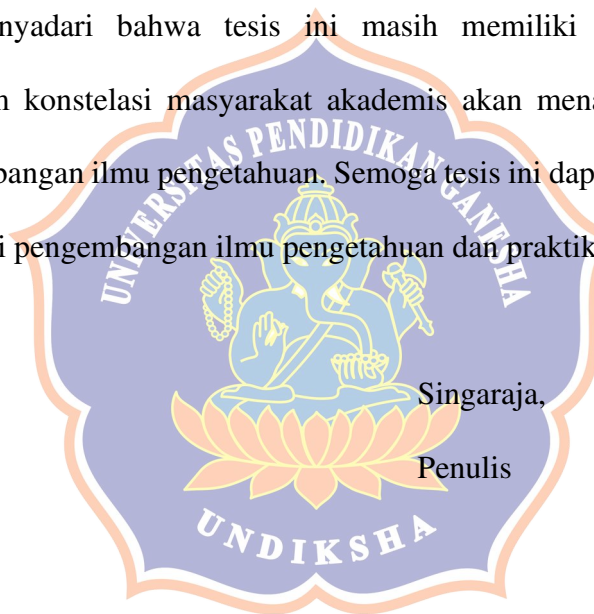 nyadari bahwa tesis ini masih memiliki
konstelasi masyarakat akademis akan mena
bangan ilmu pengetahuan. Semoga tesis ini dap
i pengembangan ilmu pengetahuan dan praktik
Singaraja,
Penulis
UNIVERSITAS PENDIDIKAN GANESHA
UNDIKSHA